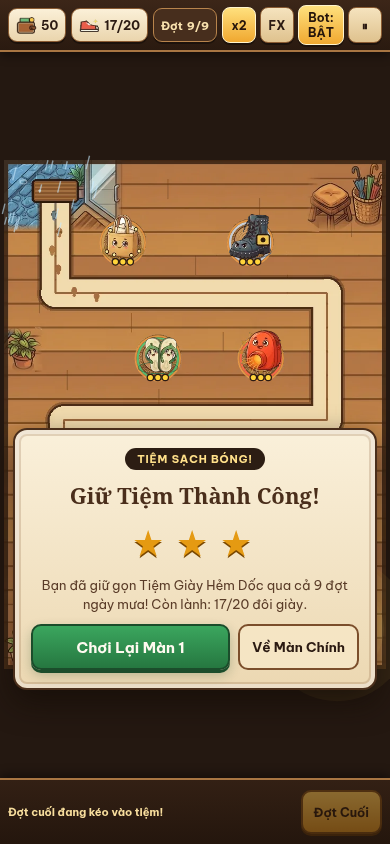 50
17/20
Đợt 9/9
x2
FX
Bot:
BẬT
TIỆM SẠCH BÓNG!
Giữ Tiệm Thành Công!
Bạn đã giữ gọn Tiệm Giày Hẻm Dốc qua cả 9 đợt
ngày mưa! Còn lành: 17/20 đôi giày.
Chơi Lại Màn 1
Về Màn Chính
Đợt cuối đang kéo vào tiệm!
Đợt Cuối